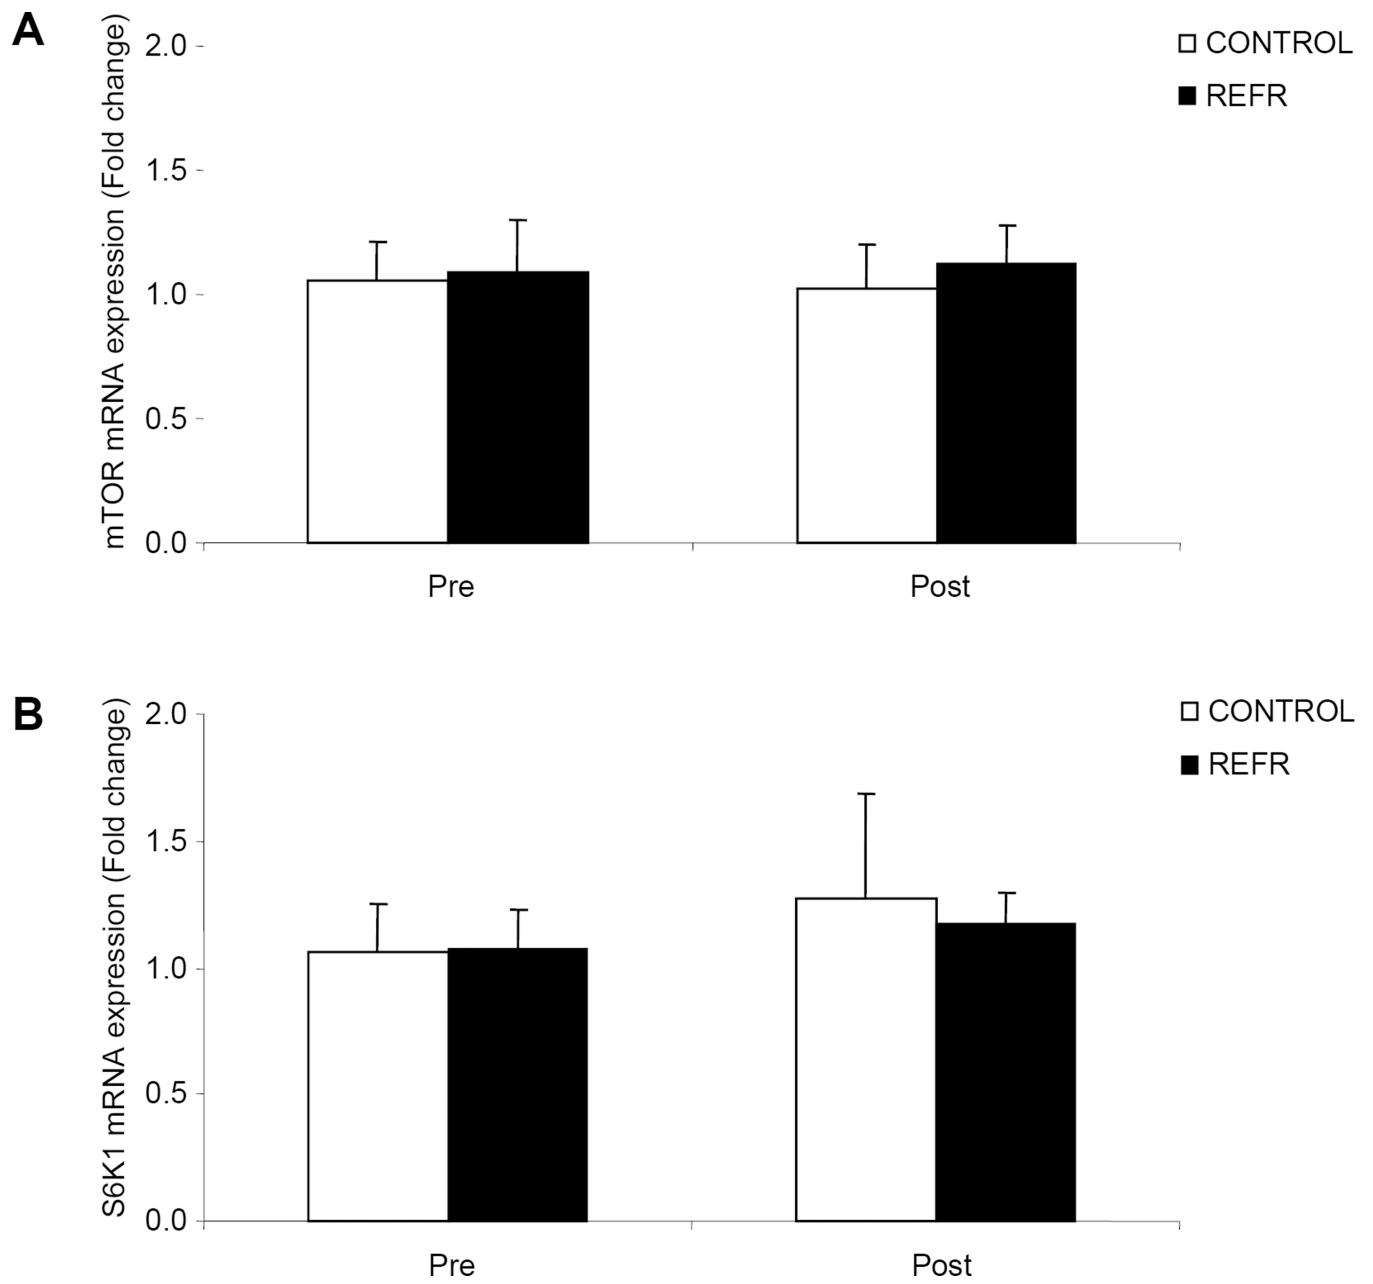 A
mTOR mRNA expression (Fold change)
2.0
1.5
1.0
0.5
0.0
CONTROL
REFR
Pre
Post
B
S6K1 mRNA expression (Fold change)
2.0
1.5
1.0
0.5
0.0
CONTROL
REFR
Pre
Post